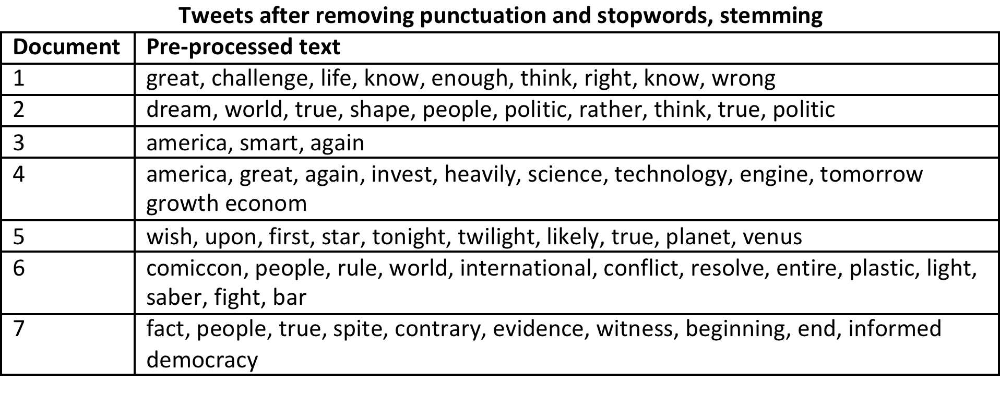 Tweets after removing punctuation and stopwords, stemming
Document Pre-processed text
1 great, challenge, life, know, enough, think, right, know, wrong
2 dream, world, true, shape, people, politic, rather, think, true, politic
3 america, smart, again
4 america, great, again, invest, heavily, science, technology, engine, tomorrow
growth econom
5 wish, upon, first, star, tonight, twilight, likely, true, planet, venus
6 comiccon, people, rule, world, international, conflict, resolve, entire, plastic, light,
saber, fight, bar
7 fact, people, true, spite, contrary, evidence, witness, beginning, end, informed
democracy